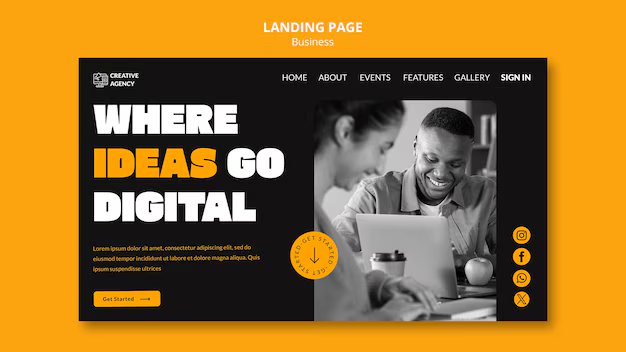 LANDING PAGE
Business
CREATIVE
AGENCY
HOME
ABOUT
EVENTS
FEATURES
GALLERY
SIGN IN
WHERE
IDEAS GO
DIGITAL
Lorem ipsum dolor sit amet, consectetur adipiscing elit, sed do
eiusmod tempor incididunt ut labore et dolore magna aliqua. Quis
ipsum suspendisse ultrices
Get Started
GET STARTED·GET STARTED·